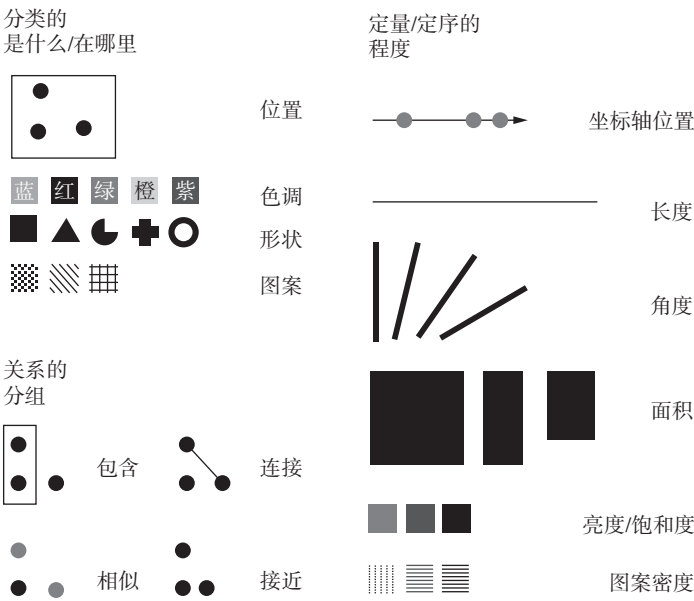 分类的
是什么/在哪里
位置
蓝 红 绿 橙 紫
色调
形状
图案
关系的
分组
包含
连接
相似
接近
定量/定序的
程度
坐标轴位置
长度
角度
面积
亮度/饱和度
图案密度